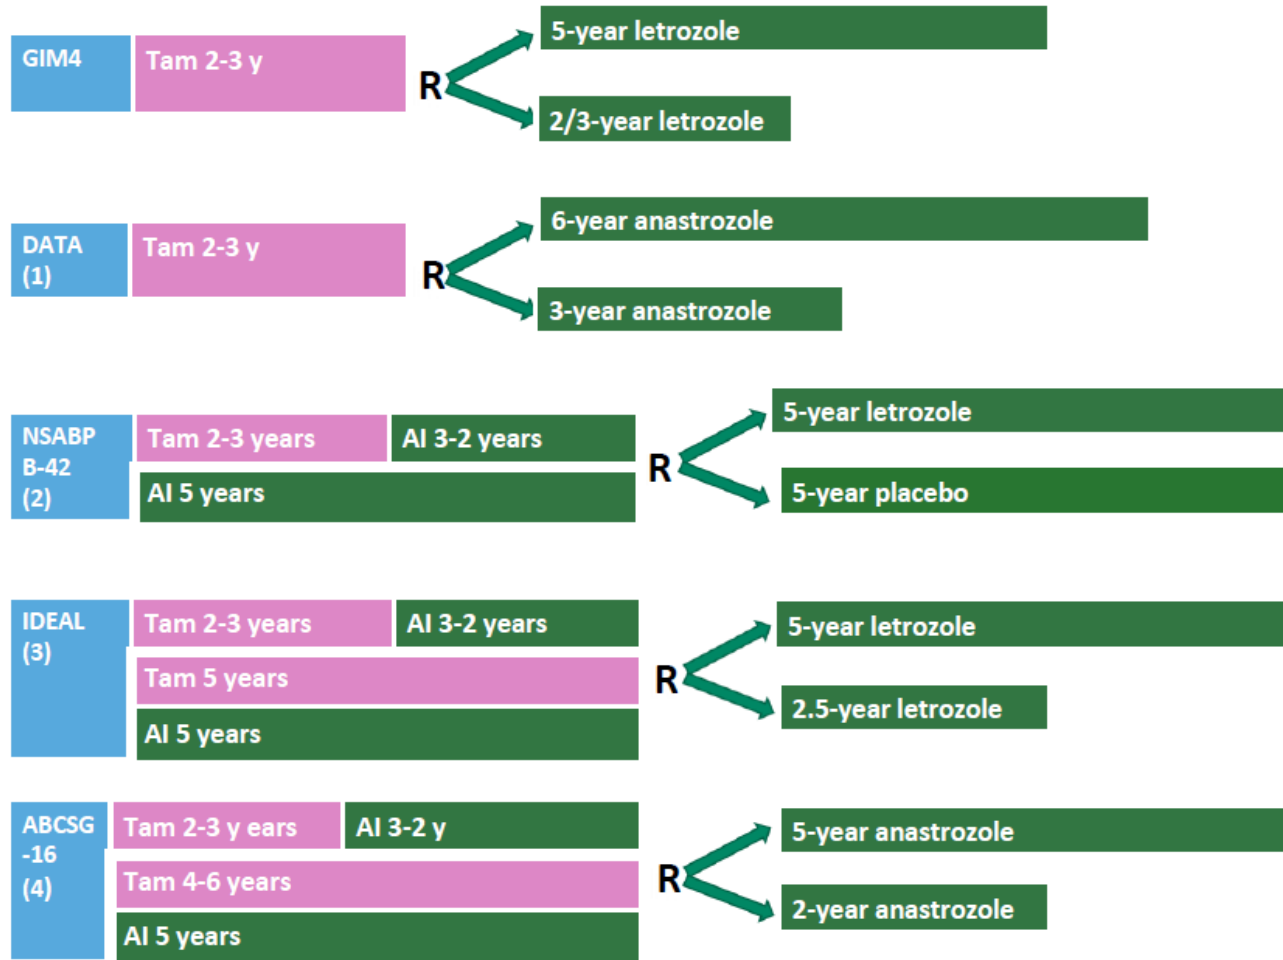 GIM4
Tam 2-3 y
R
5-year letrozole
2/3-year letrozole
DATA
(1)
Tam 2-3 y
R
6-year anastrozole
3-year anastrozole
NSABP
B-42
(2)
Tam 2-3 years
AI 3-2 years
AI 5 years
R
5-year letrozole
5-year placebo
IDEAL
(3)
Tam 2-3 years
AI 3-2 years
Tam 5 years
AI 5 years
R
5-year letrozole
2.5-year letrozole
ABCSG
-16
(4)
Tam 2-3 y ears
AI 3-2 y
Tam 4-6 years
AI 5 years
R
5-year anastrozole
2-year anastrozole